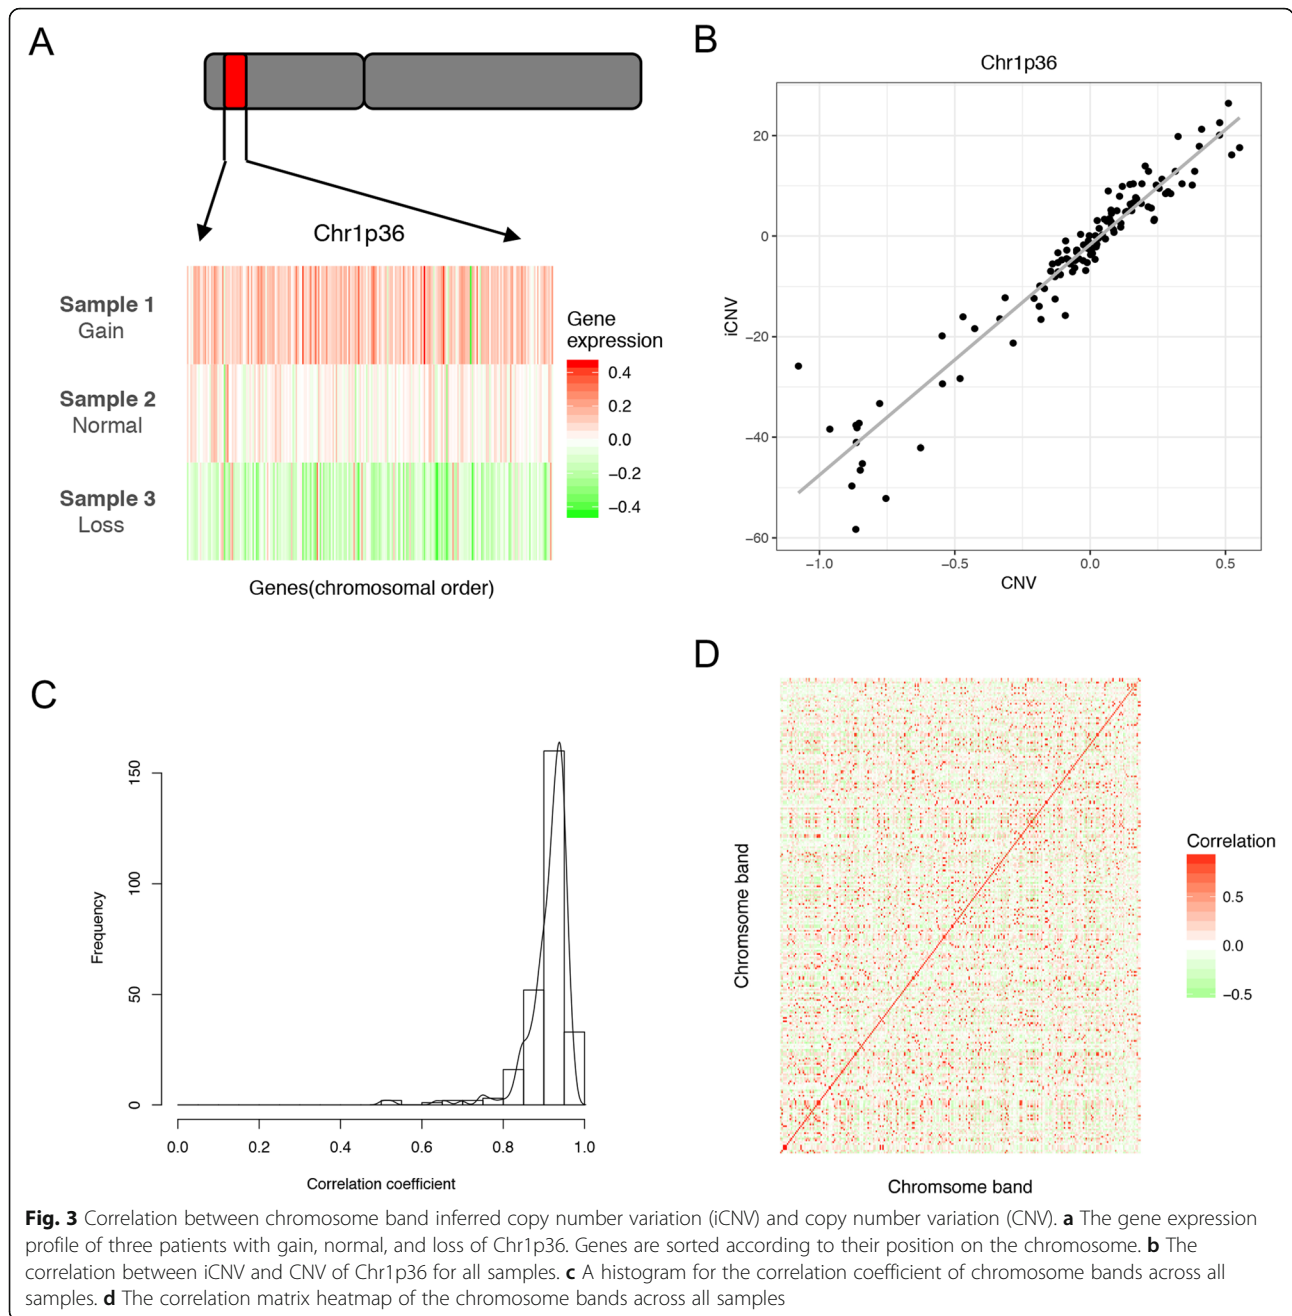 A
Chr1p36
Sample 1
Gain
Sample 2
Normal
Sample 3
Loss
Gene
expression
0.4
0.2
0.0
−0.2
−0.4
Genes(chromosomal order)
B
Chr1p36
iCNV
20
0
−20
−40
−60
−1.0
−0.5
0.0
0.5
CNV
C
Frequency
150
100
50
0
0.0
0.2
0.4
0.6
0.8
1.0
Correlation coefficient
D
Chromsome band
Correlation
0.5
0.0
−0.5
Chromsome band
Fig. 3 Correlation between chromosome band inferred copy number variation (iCNV) and copy number variation (CNV). a The gene expression
profile of three patients with gain, normal, and loss of Chr1p36. Genes are sorted according to their position on the chromosome. b The
correlation between iCNV and CNV of Chr1p36 for all samples. c A histogram for the correlation coefficient of chromosome bands across all
samples. d The correlation matrix heatmap of the chromosome bands across all samples